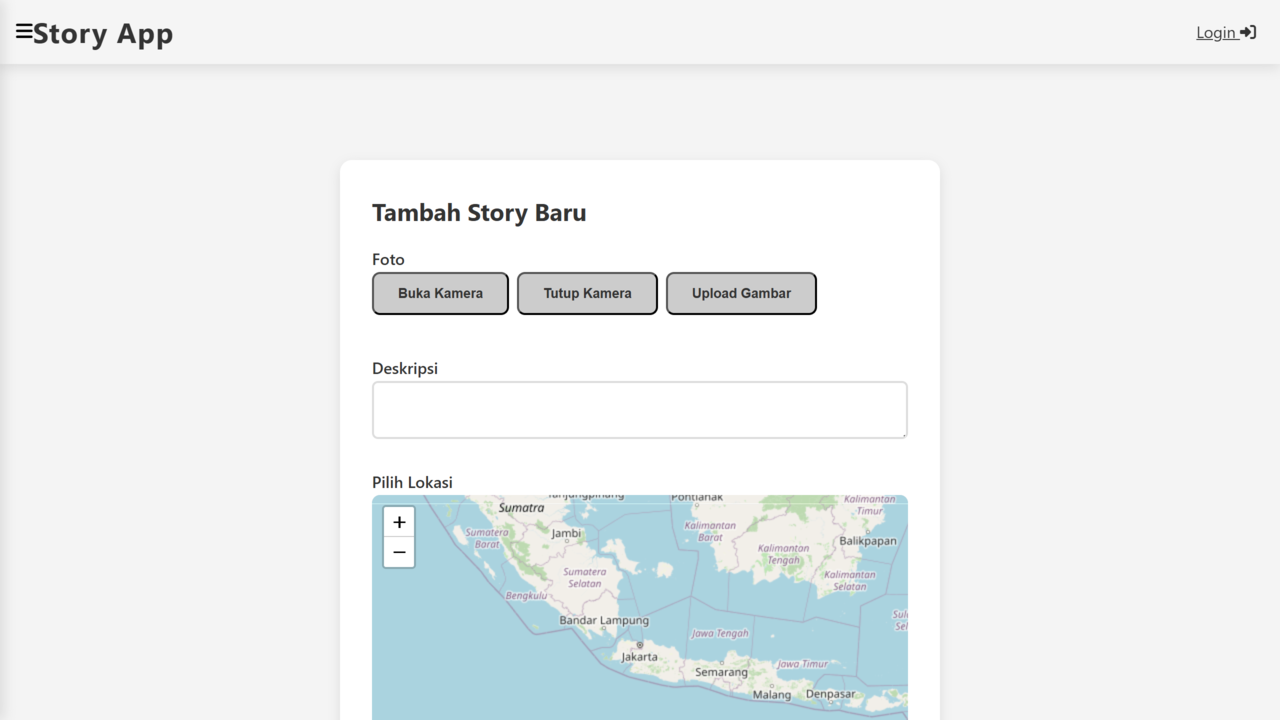 Story App
Login
Tambah Story Baru
Foto
Buka Kamera
Tutup Kamera
Upload Gambar
Deskripsi
Pilih Lokasi
+
−
Tanjungpinang
Pontianak
Kalimantan
Timur
Sumatra
Sumatera
Barat
Jambi
Kalimantan
Barat
Balikpapan
Kalimantan
Tengah
Sumatera
Selatan
Kalimantan
Selatan
Bengkulu
Bandar Lampung
Jawa Tengah
Jakarta
Semarang
Jawa Timur
Malang
Denpasar